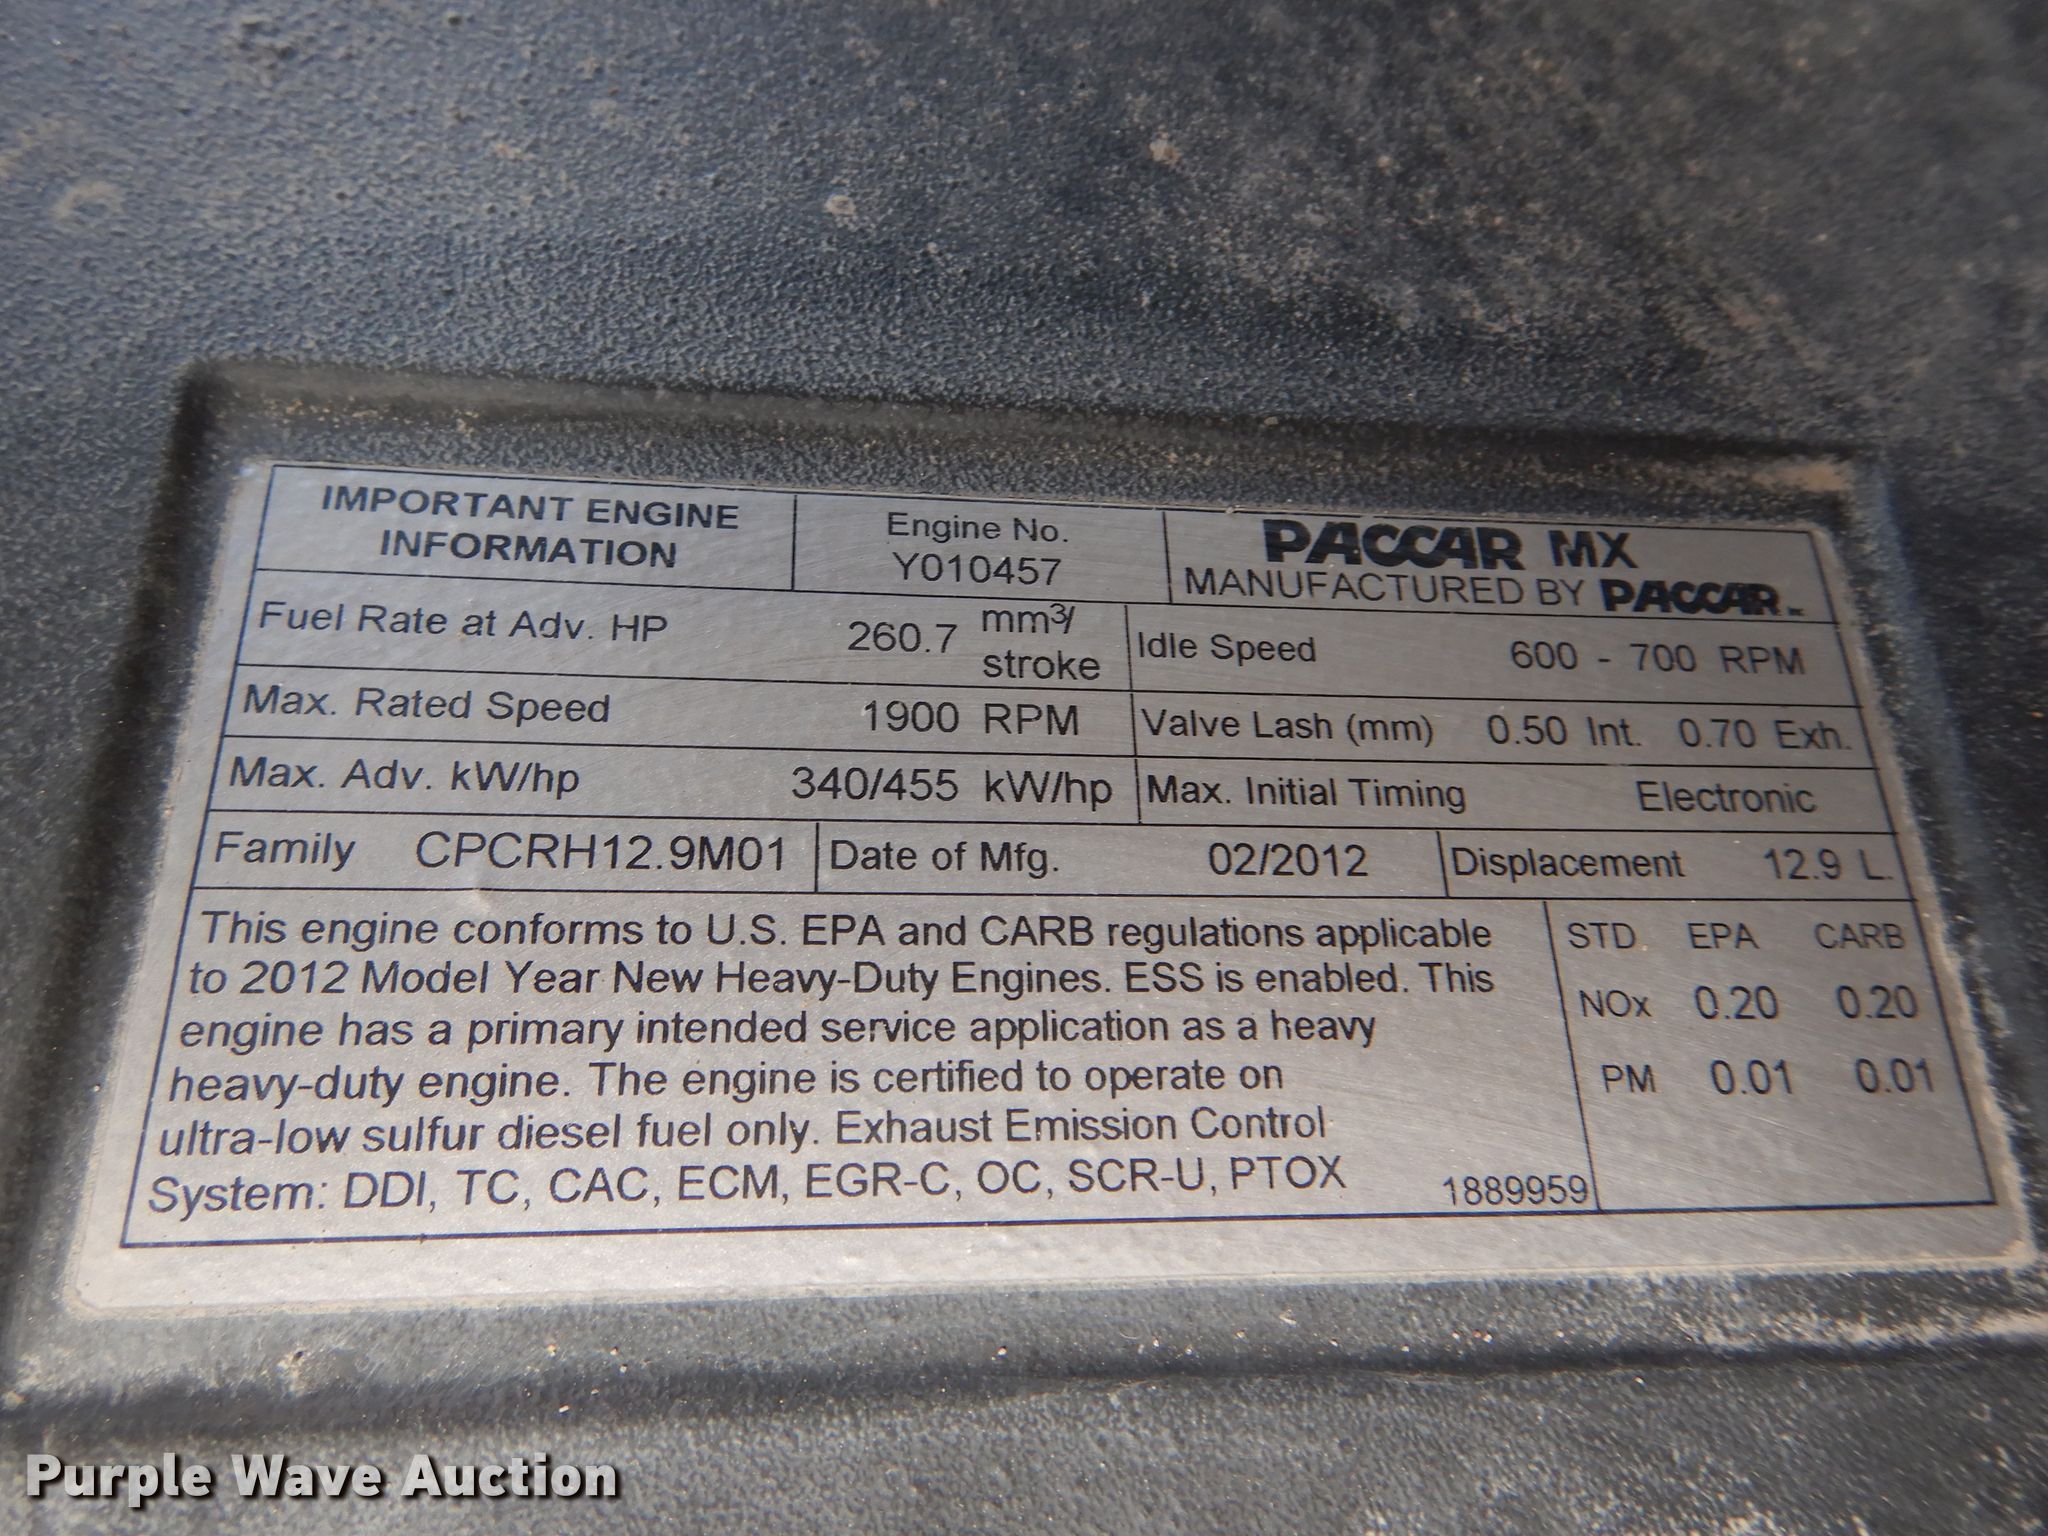 IMPORTANT ENGINE
INFORMATION
Engine No.
Y010457
PACCAR MX
MANUFACTURED BY PACCAR INC
Fuel Rate at Adv. HP 260.7 mm³/
stroke
Idle Speed 600 - 700 RPM
Max. Rated Speed 1900 RPM
Valve Lash (mm) 0.50 Int. 0.70 Exh.
Max. Adv. kW/hp 340/455 kW/hp
Max. Initial Timing Electronic
Family CPCRH12.9M01
Date of Mfg. 02/2012
Displacement 12.9 L.
This engine conforms to U.S. EPA and CARB regulations applicable
to 2012 Model Year New Heavy-Duty Engines. ESS is enabled. This
engine has a primary intended service application as a heavy
heavy-duty engine. The engine is certified to operate on
ultra-low sulfur diesel fuel only. Exhaust Emission Control
System: DDI, TC, CAC, ECM, EGR-C, OC, SCR-U, PTOX
1889959
STD. EPA CARB
NOx 0.20 0.20
PM 0.01 0.01
Purple Wave Auction